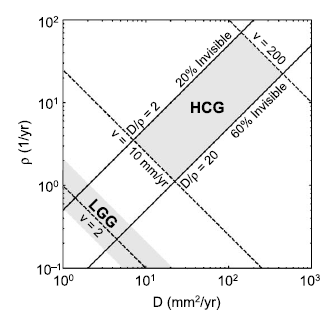 10²
10¹
10⁰
10⁻¹
ρ (1/yr)
10⁰
10¹
10²
10³
D (mm²/yr)
20% Invisible
D/ρ = 2
v = 200
HCG
60% Invisible
D/ρ = 20
v = 10 mm/yr
LGG
v = 2